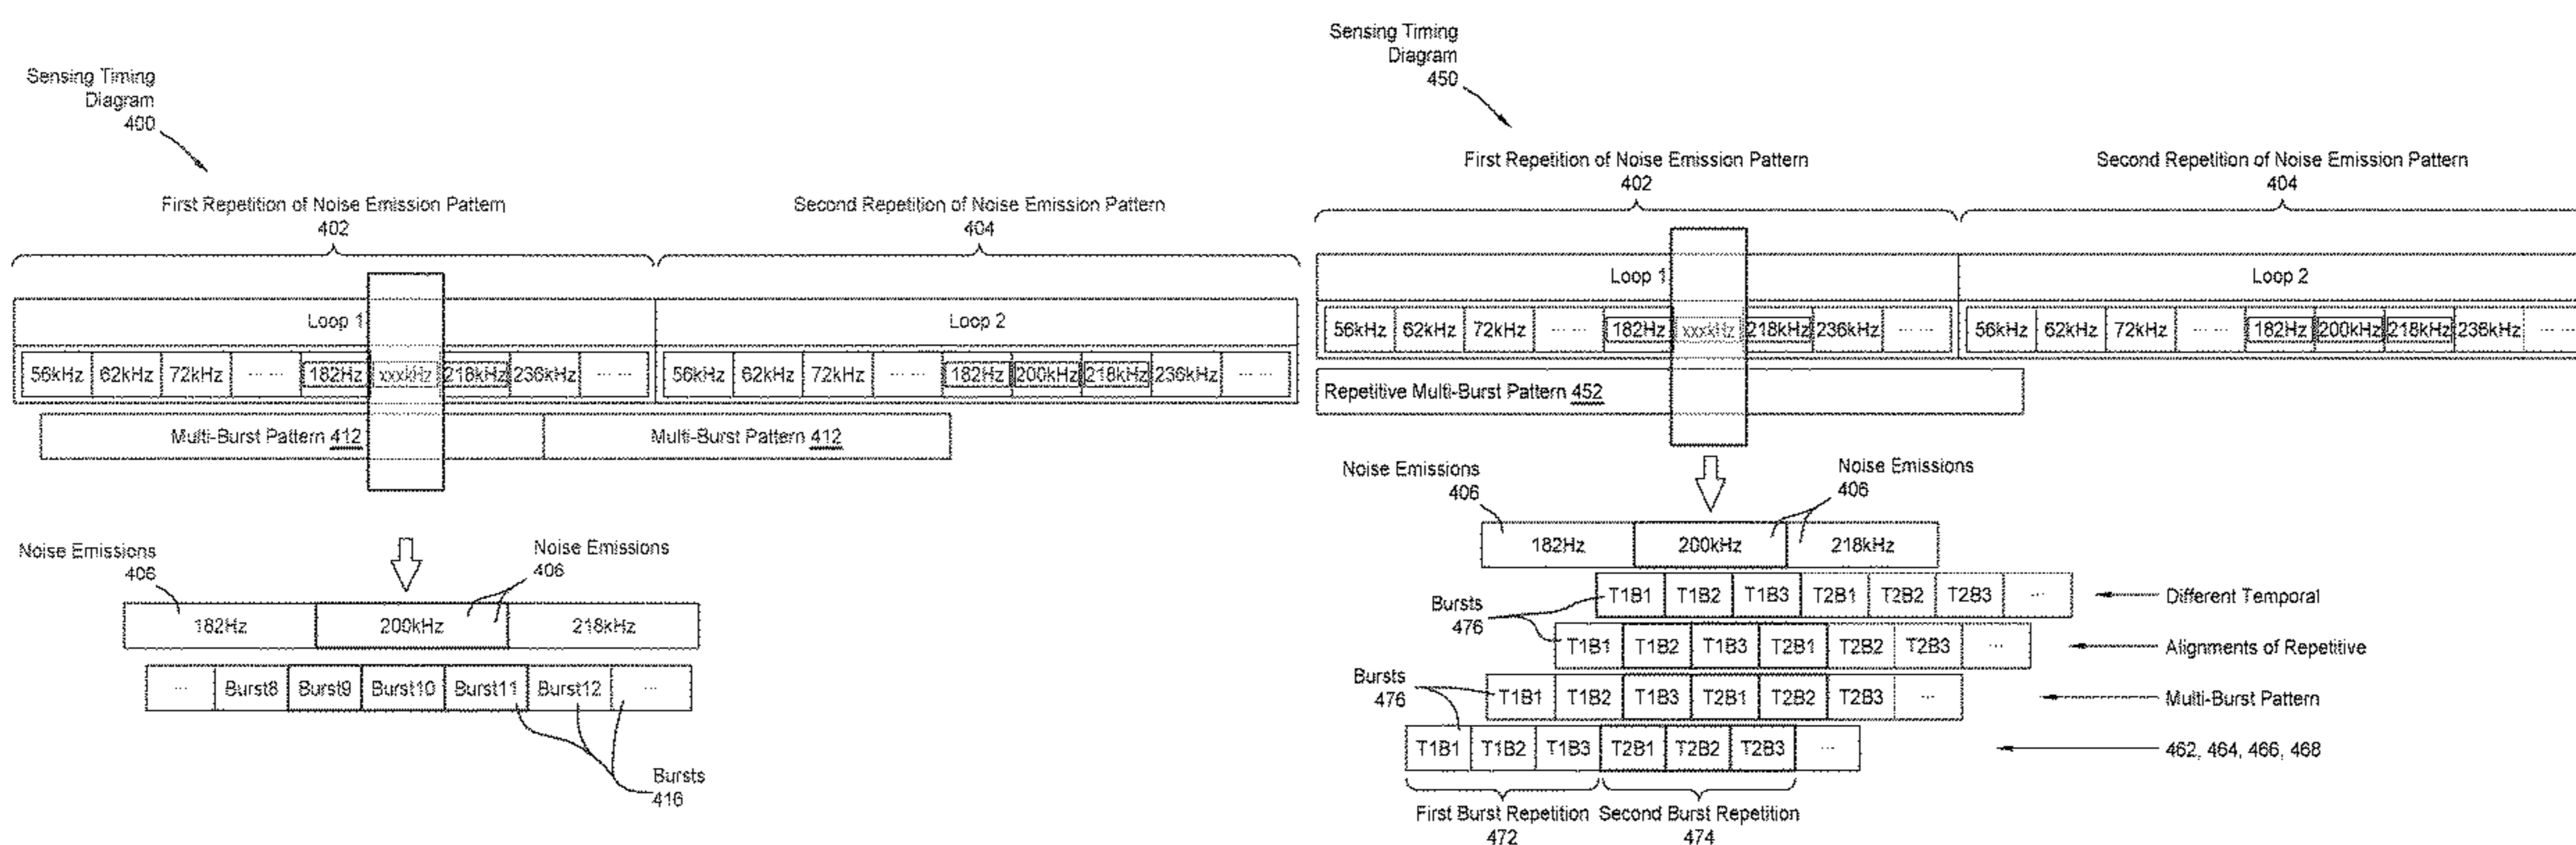 Sensing Timing
Diagram
400
First Repetition of Noise Emission Pattern
402
Second Repetition of Noise Emission Pattern
404
Loop 1
Loop 2
56kHz 62kHz 72kHz ... ... 182Hz xxxkHz 218kHz 236kHz ... ...
56kHz 62kHz 72kHz ... ... 182Hz 200kHz 218kHz 236kHz ... ...
Multi-Burst Pattern 412
Multi-Burst Pattern 412
Noise Emissions
406
Noise Emissions
406
182Hz 200kHz 218kHz
... Burst8 Burst9 Burst10 Burst11 Burst12 ...
Bursts
416
Sensing Timing
Diagram
450
First Repetition of Noise Emission Pattern
402
Second Repetition of Noise Emission Pattern
404
Loop 1
Loop 2
56kHz 62kHz 72kHz ... ... 182Hz xxxkHz 218kHz 236kHz ... ...
56kHz 62kHz 72kHz ... ... 182Hz 200kHz 218kHz 236kHz ... ...
Repetitive Multi-Burst Pattern 452
Noise Emissions
406
Noise Emissions
406
182Hz 200kHz 218kHz
Bursts
476
T1B1 T1B2 T1B3 T2B1 T2B2 T2B3 ...
Different Temporal
T1B1 T1B2 T1B3 T2B1 T2B2 T2B3 ...
Alignments of Repetitive
Bursts
476
T1B1 T1B2 T1B3 T2B1 T2B2 T2B3 ...
Multi-Burst Pattern
T1B1 T1B2 T1B3 T2B1 T2B2 T2B3 ...
462, 464, 466, 468
First Burst Repetition
472
Second Burst Repetition
474